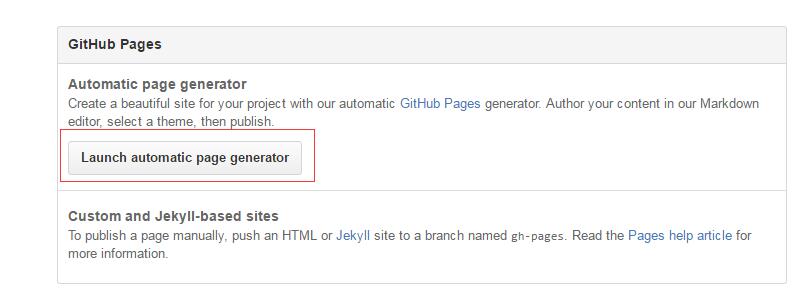 GitHub Pages
Automatic page generator
Create a beautiful site for your project with our automatic GitHub Pages generator. Author your content in our Markdown
editor, select a theme, then publish.
Launch automatic page generator
Custom and Jekyll-based sites
To publish a page manually, push an HTML or Jekyll site to a branch named gh-pages. Read the Pages help article for
more information.